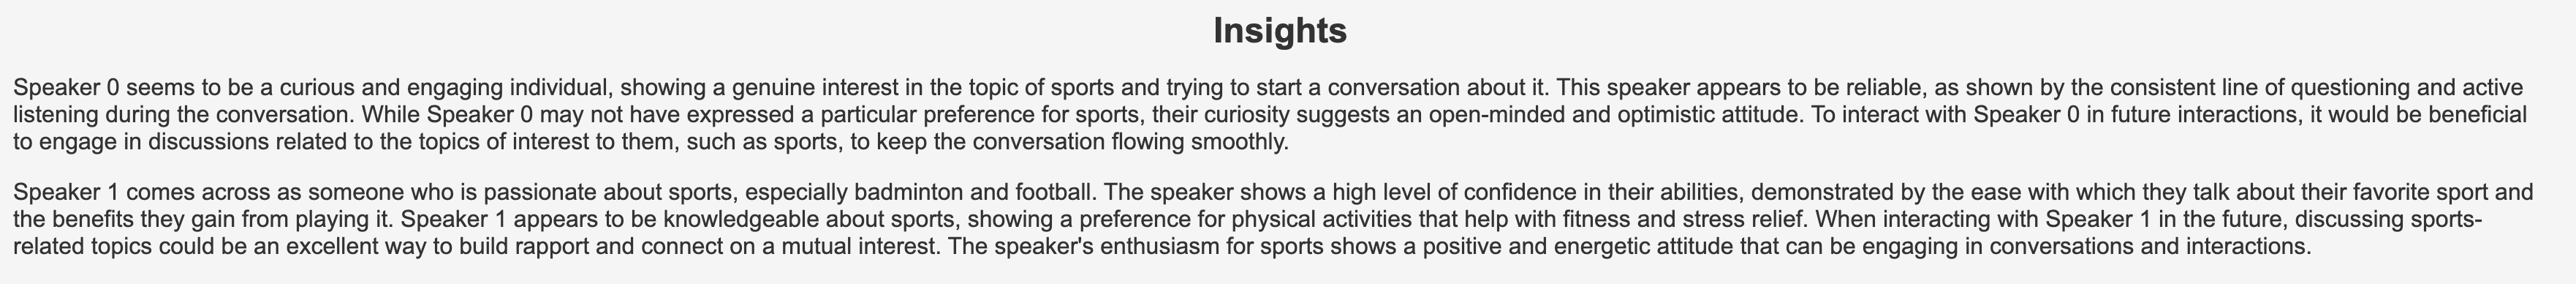 Insights
Speaker 0 seems to be a curious and engaging individual, showing a genuine interest in the topic of sports and trying to start a conversation about it. This speaker appears to be reliable, as shown by the consistent line of questioning and active
listening during the conversation. While Speaker 0 may not have expressed a particular preference for sports, their curiosity suggests an open-minded and optimistic attitude. To interact with Speaker 0 in future interactions, it would be beneficial
to engage in discussions related to the topics of interest to them, such as sports, to keep the conversation flowing smoothly.
Speaker 1 comes across as someone who is passionate about sports, especially badminton and football. The speaker shows a high level of confidence in their abilities, demonstrated by the ease with which they talk about their favorite sport and
the benefits they gain from playing it. Speaker 1 appears to be knowledgeable about sports, showing a preference for physical activities that help with fitness and stress relief. When interacting with Speaker 1 in the future, discussing sports-
related topics could be an excellent way to build rapport and connect on a mutual interest. The speaker's enthusiasm for sports shows a positive and energetic attitude that can be engaging in conversations and interactions.